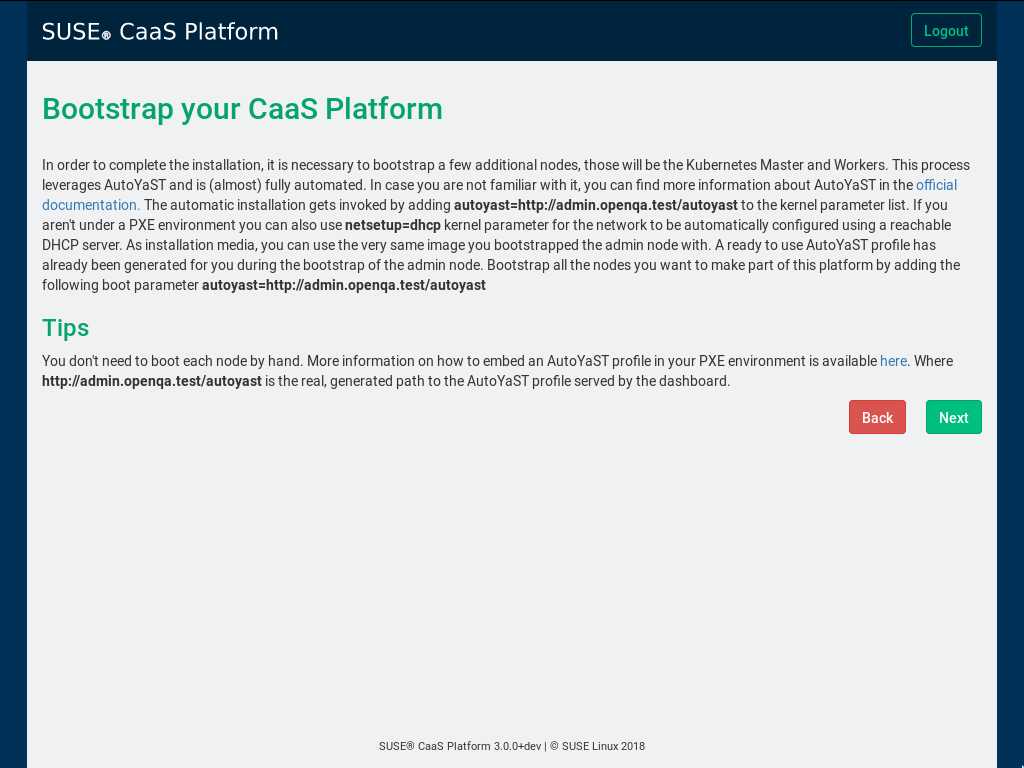 SUSE® CaaS Platform
Logout
Bootstrap your CaaS Platform
In order to complete the installation, it is necessary to bootstrap a few additional nodes, those will be the Kubernetes Master and Workers. This process
leverages AutoYaST and is (almost) fully automated. In case you are not familiar with it, you can find more information about AutoYaST in the official
documentation. The automatic installation gets invoked by adding autoyast=http://admin.openqa.test/autoyast to the kernel parameter list. If you
aren't under a PXE environment you can also use netsetup=dhcp kernel parameter for the network to be automatically configured using a reachable
DHCP server. As installation media, you can use the very same image you bootstrapped the admin node with. A ready to use AutoYaST profile has
already been generated for you during the bootstrap of the admin node. Bootstrap all the nodes you want to make part of this platform by adding the
following boot parameter autoyast=http://admin.openqa.test/autoyast
Tips
You don't need to boot each node by hand. More information on how to embed an AutoYaST profile in your PXE environment is available here. Where
http://admin.openqa.test/autoyast is the real, generated path to the AutoYaST profile served by the dashboard.
Back
Next
SUSE® CaaS Platform 3.0.0+dev | © SUSE Linux 2018